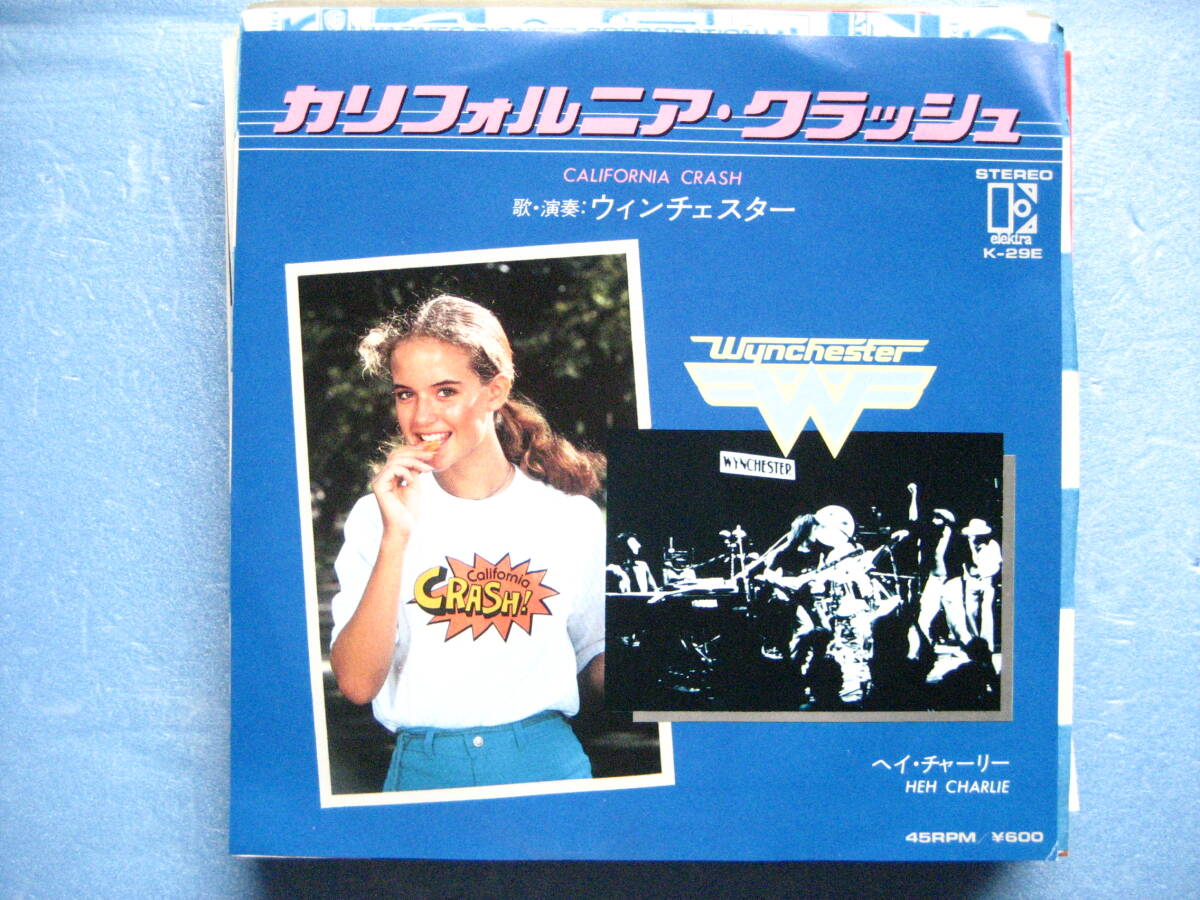 カリフォルニア・クラッシュ
CALIFORNIA CRASH
歌・演奏:ウィンチェスター
STEREO
elektra
K-29E
Wynchester
W
WYNCHESTER
California
CRASH!
ヘイ・チャーリー
HEH CHARLIE
45RPM/¥600